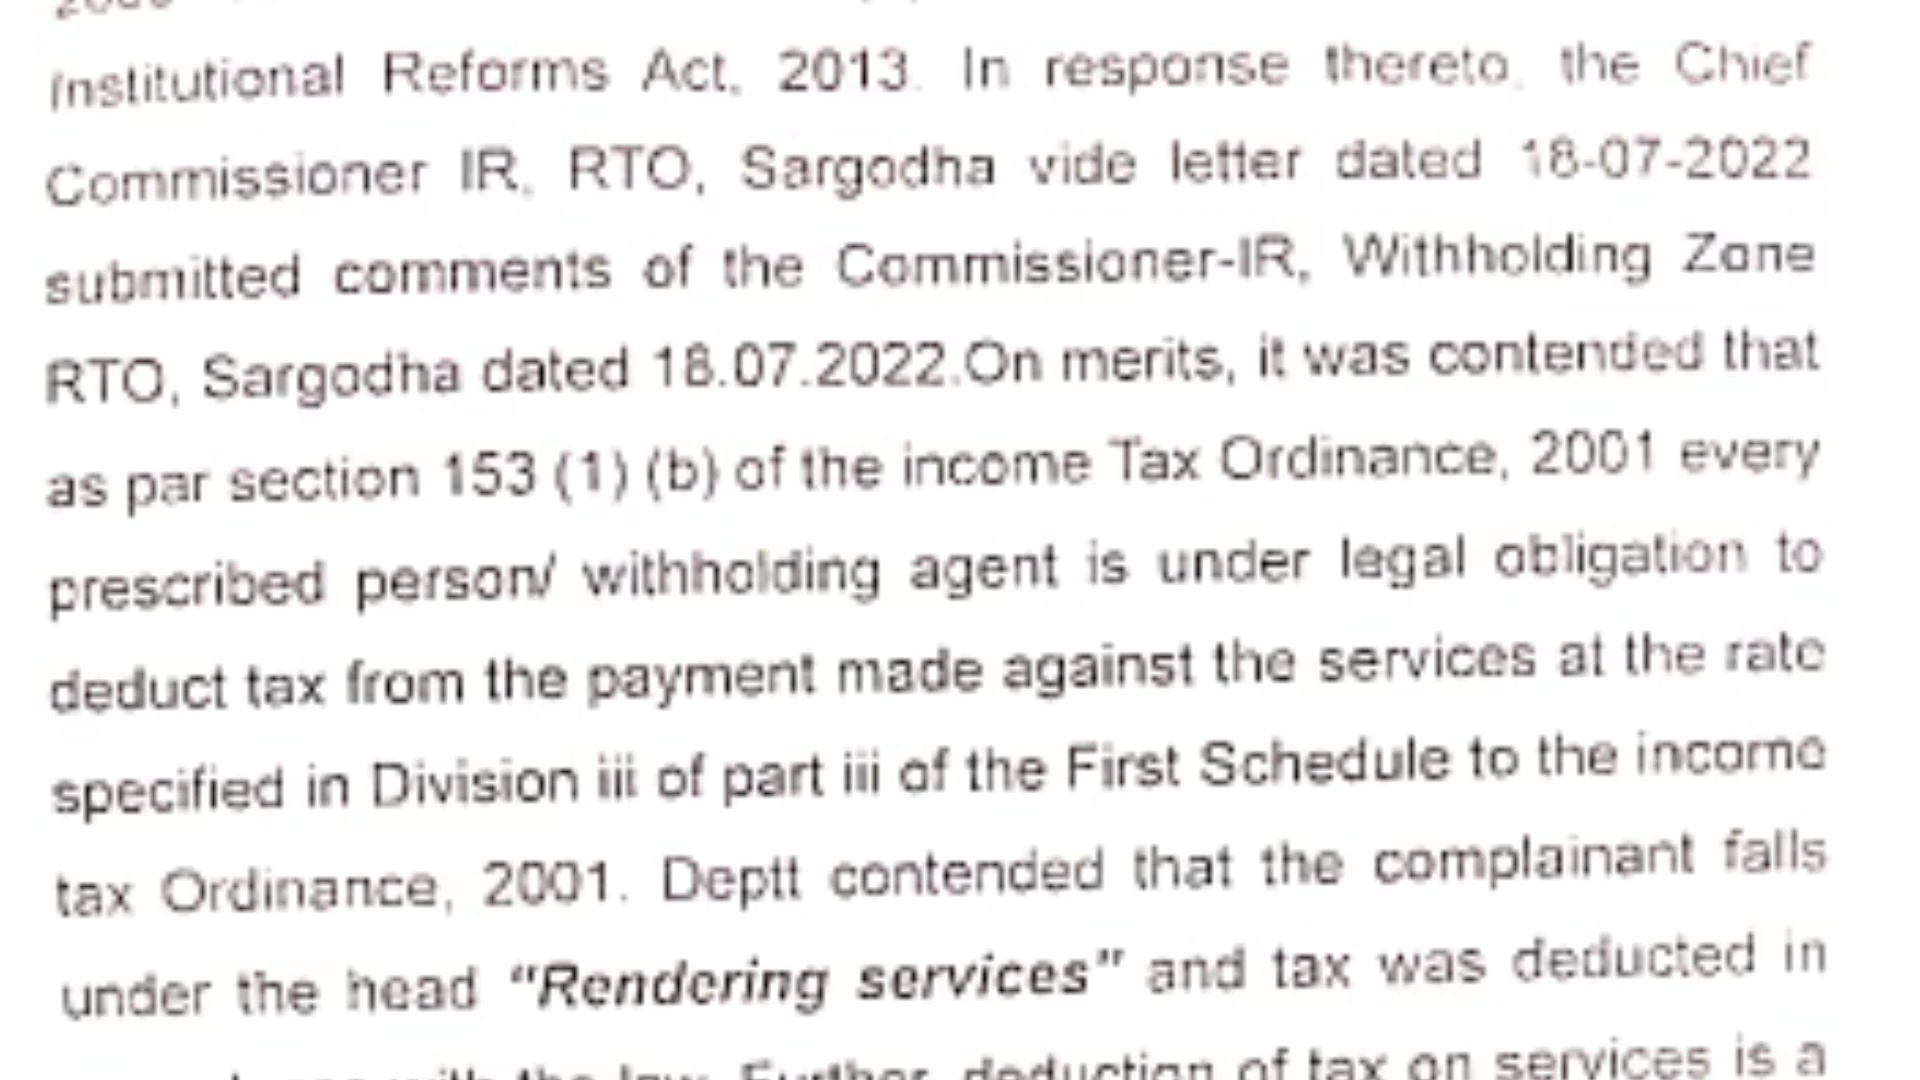 Institutional Reforms Act, 2013. In response thereto, the Chief
Commissioner IR, RTO, Sargodha vide letter dated 18-07-2022
submitted comments of the Commissioner-IR, Withholding Zone
RTO, Sargodha dated 18.07.2022.On merits, it was contended that
as par section 153 (1) (b) of the income Tax Ordinance, 2001 every
prescribed person/ withholding agent is under legal obligation to
deduct tax from the payment made against the services at the rate
specified in Division iii of part iii of the First Schedule to the income
tax Ordinance, 2001. Deptt contended that the complainant falls
under the head "Rendering services" and tax was deducted in
with the law. Further, deduction of tax on services is a